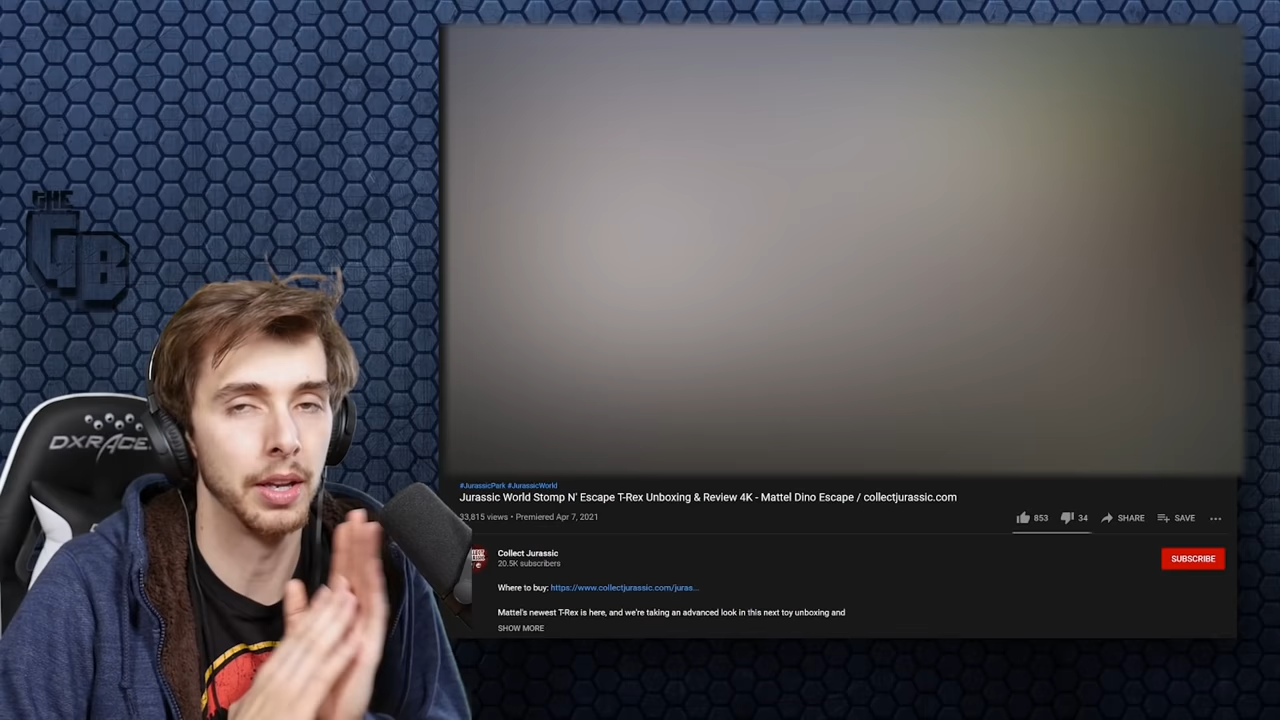 THE
GB
DXRACE
#JurassicPark #JurassicWorld
Jurassic World Stomp N' Escape T-Rex Unboxing & Review 4K - Mattel Dino Escape / collectjurassic.com
33,815 views • Premiered Apr 7, 2021
853
34
SHARE
SAVE
Collect Jurassic
20.5K subscribers
SUBSCRIBE
Where to buy: https://www.collectjurassic.com/juras...
Mattel's newest T-Rex is here, and we're taking an advanced look in this next toy unboxing and
SHOW MORE